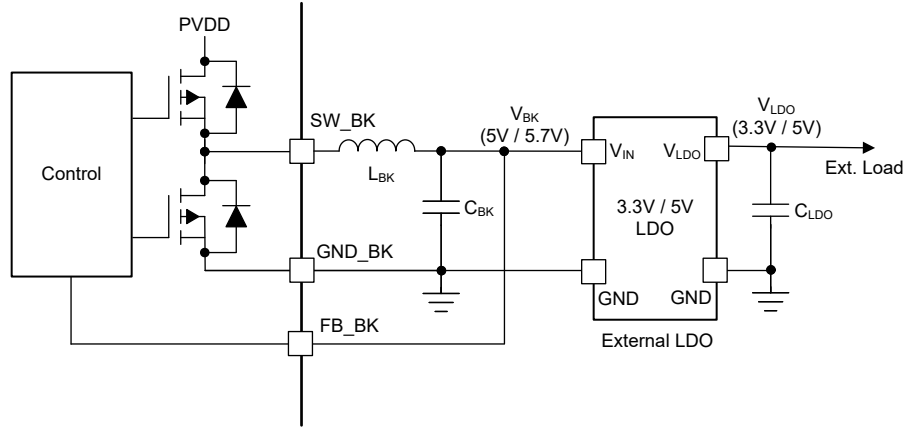 PVDD
Control
SW_BK
L_BK
C_BK
GND_BK
FB_BK
V_BK
(5V / 5.7V)
V_IN
V_LDO
3.3V / 5V
LDO
GND
GND
External LDO
V_LDO
(3.3V / 5V)
Ext. Load
C_LDO